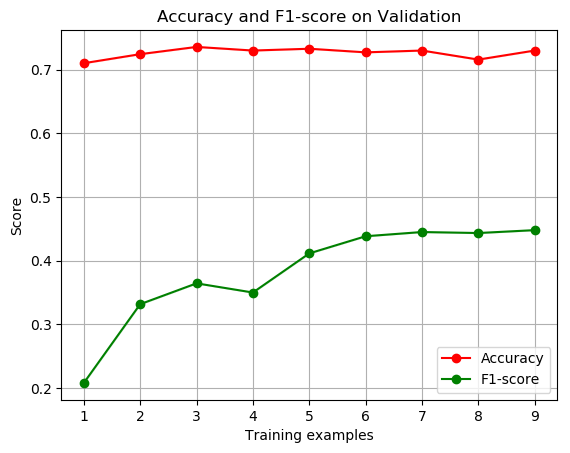 Accuracy and F1-score on Validation
0.7
0.6
0.5
0.4
0.3
0.2
Score
1 2 3 4 5 6 7 8 9
Training examples
Accuracy
F1-score